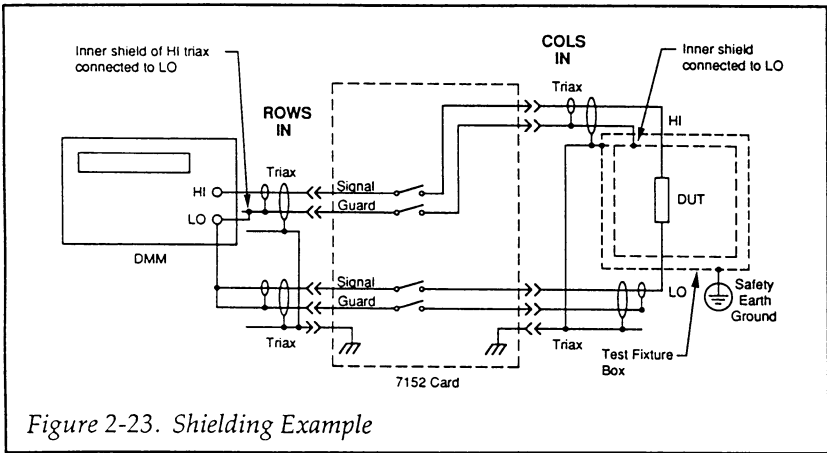 Inner shield of HI triax
connected to LO
COLS
IN
Inner shield
connected to LO
Triax
ROWS
IN
HI
Triax
HI
Signal
Guard
LO
DUT
DMM
Signal
LO
Guard
Safety
Earth
Ground
Triax
Triax
Test Fixture
Box
7152 Card
Figure 2-23. Shielding Example